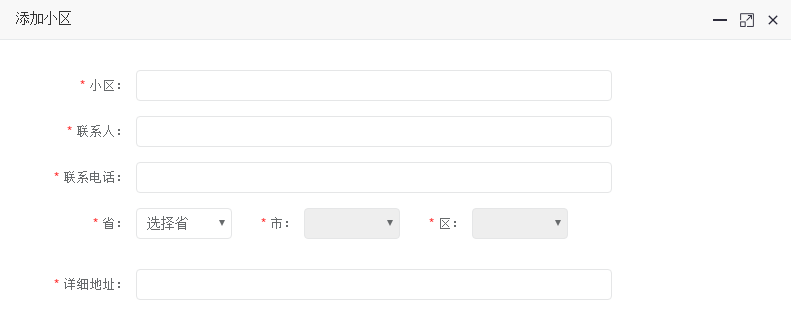 添加小区
* 小区：
* 联系人：
* 联系电话：
* 省： 选择省 * 市： * 区：
* 详细地址：